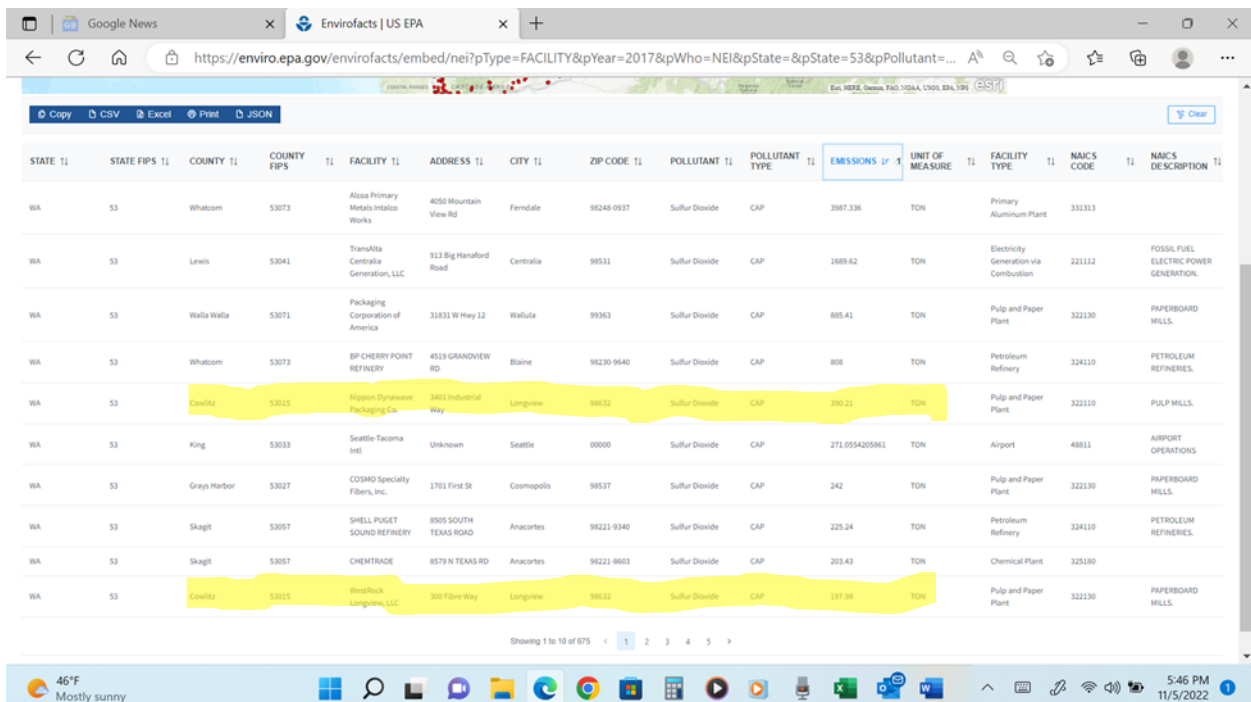 Google News
Envirofacts | US EPA
https://enviro.epa.gov/envirofacts/embed/nei?pType=FACILITY&pYear=2017&pWho=NEI&pState=&pState=53&pPollutant=...
esri
Copy CSV Excel Print JSON
Clear
STATE STATE FIPS COUNTY COUNTY FIPS FACILITY ADDRESS CITY ZIP CODE POLLUTANT POLLUTANT TYPE EMISSIONS 1 UNIT OF MEASURE FACILITY TYPE NAICS CODE NAICS DESCRIPTION
WA 53 Whatcom 53073 Alcoa Primary Metals Intalco Works 4050 Mountain View Rd Ferndale 98248-0937 Sulfur Dioxide CAP 3987.336 TON Primary Aluminum Plant 331313
WA 53 Lewis 53041 TransAlta Centralia Generation, LLC 913 Big Hanaford Road Centralia 98531 Sulfur Dioxide CAP 1689.62 TON Electricity Generation via Combustion 221112 FOSSIL FUEL ELECTRIC POWER GENERATION.
WA 53 Walla Walla 53071 Packaging Corporation of America 31831 W Hwy 12 Wallula 99363 Sulfur Dioxide CAP 885.41 TON Pulp and Paper Plant 322130 PAPERBOARD MILLS.
WA 53 Whatcom 53073 BP CHERRY POINT REFINERY 4519 GRANDVIEW RD Blaine 98230-9640 Sulfur Dioxide CAP 808 TON Petroleum Refinery 324110 PETROLEUM REFINERIES.
WA 53 Cowlitz 53015 Nippon Dynawave Packaging Co. 3401 Industrial Way Longview 98632 Sulfur Dioxide CAP 390.21 TON Pulp and Paper Plant 322110 PULP MILLS.
WA 53 King 53033 Seattle-Tacoma Intl Unknown Seattle 00000 Sulfur Dioxide CAP 271.0554205861 TON Airport 48811 AIRPORT OPERATIONS
WA 53 Grays Harbor 53027 COSMO Specialty Fibers, Inc. 1701 First St Cosmopolis 98537 Sulfur Dioxide CAP 242 TON Pulp and Paper Plant 322130 PAPERBOARD MILLS.
WA 53 Skagit 53057 SHELL PUGET SOUND REFINERY 8505 SOUTH TEXAS ROAD Anacortes 98221-9340 Sulfur Dioxide CAP 225.24 TON Petroleum Refinery 324110 PETROLEUM REFINERIES.
WA 53 Skagit 53057 CHEMTRADE 8579 N TEXAS RD Anacortes 98221-8603 Sulfur Dioxide CAP 203.43 TON Chemical Plant 325180
WA 53 Cowlitz 53015 WestRock Longview, LLC 300 Fibre Way Longview 98632 Sulfur Dioxide CAP 197.98 TON Pulp and Paper Plant 322130 PAPERBOARD MILLS.
Showing 1 to 10 of 675 < 1 2 3 4 5 >
46°F
Mostly sunny
5:46 PM
11/5/2022
1